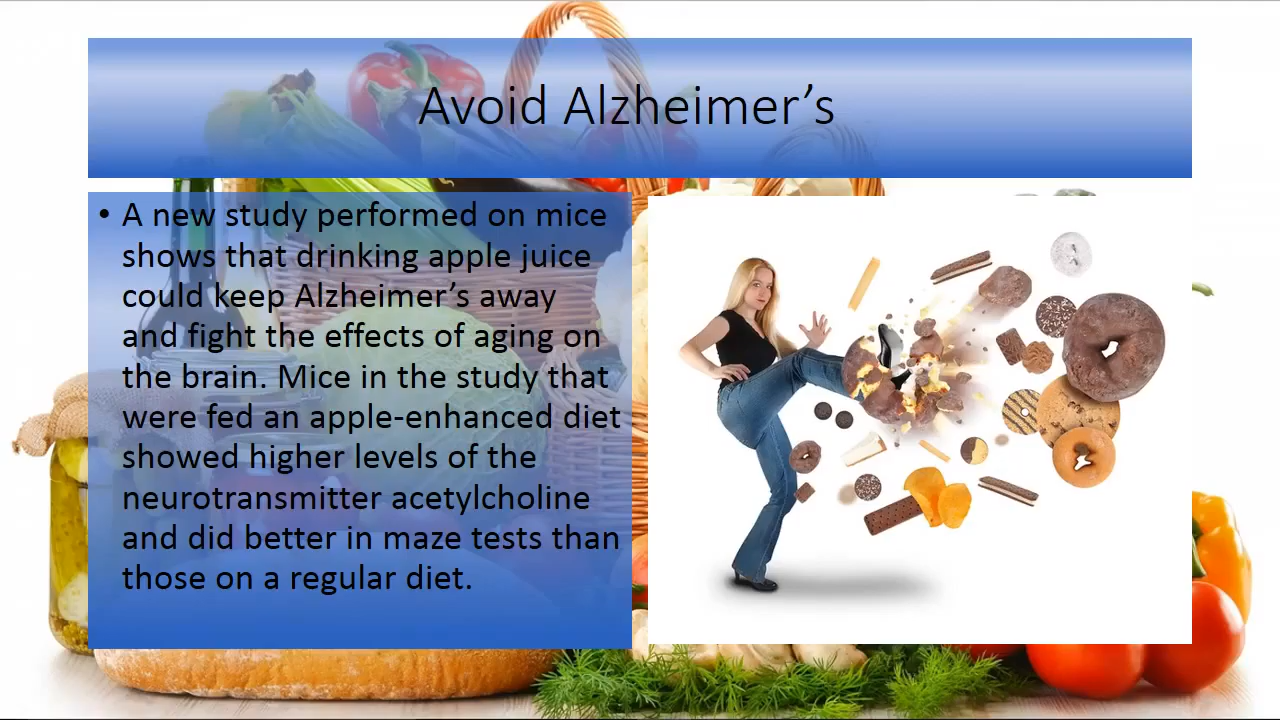 Avoid Alzheimer’s
• A new study performed on mice
shows that drinking apple juice
could keep Alzheimer’s away
and fight the effects of aging on
the brain. Mice in the study that
were fed an apple-enhanced diet
showed higher levels of the
neurotransmitter acetylcholine
and did better in maze tests than
those on a regular diet.